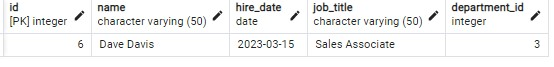 id name hire_date job_title department_id
[PK] integer character varying (50) date character varying (50) integer
6 Dave Davis 2023-03-15 Sales Associate 3